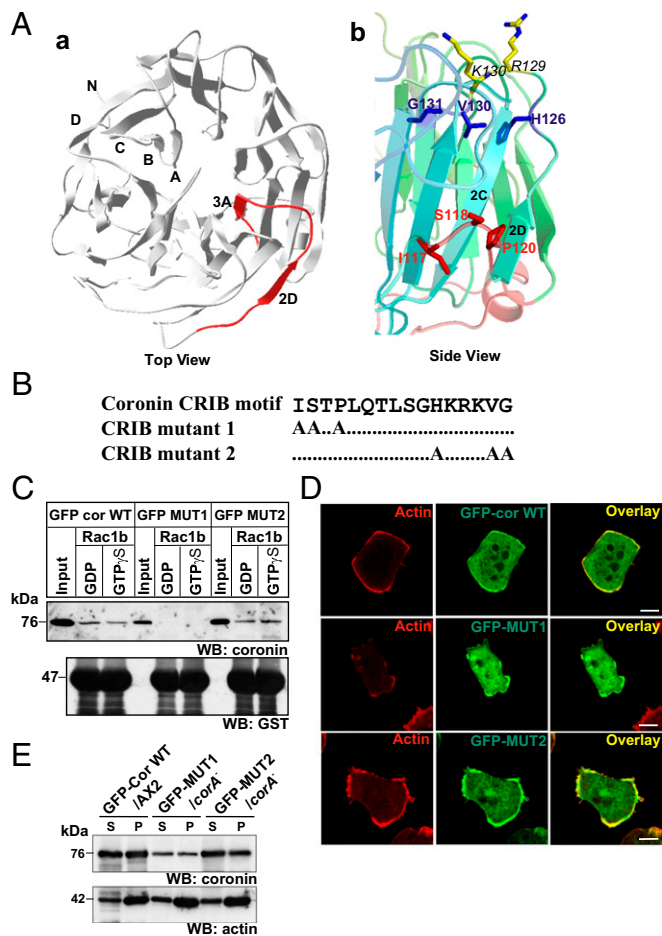 A
a
N
D
C
B
A
3A
2D
Top View
b
K130
R129
G131
V130
H126
2C
S118
2D
P120
I117
Side View
B
Coronin CRIB motif ISTPLQTLSGHKRKVG
CRIB mutant 1 AA..A...........................
CRIB mutant 2 ..........................A........AA
C
GFP cor WT GFP MUT1 GFP MUT2
Input Rac1b Input Rac1b Input Rac1b
GDP GTPγS GDP GTPγS GDP GTPγS
kDa
76
WB: coronin
47
WB: GST
D
Actin GFP-cor WT Overlay
Actin GFP-MUT1 Overlay
Actin GFP-MUT2 Overlay
E
GFP-Cor WT /AX2 GFP-MUT1 /corA⁻ GFP-MUT2 /corA⁻
kDa S P S P S P
76
WB: coronin
42
WB: actin